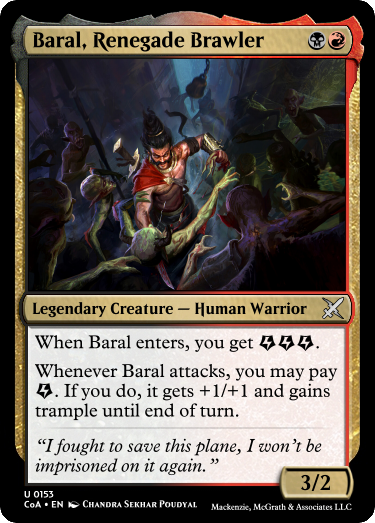 Baral, Renegade Brawler
Legendary Creature — Human Warrior
When Baral enters, you get .
Whenever Baral attacks, you may pay
. If you do, it gets +1/+1 and gains
trample until end of turn.
“I fought to save this plane, I won’t be
imprisoned on it again.”
3/2
U 0153
CoA • EN Chandra Sekhar Poudyal
Mackenzie, McGrath & Associates LLC